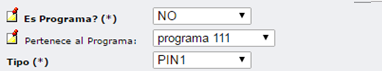 Es Programa? (*) NO
Pertenece al Programa: programa 111
Tipo (*) PIN1